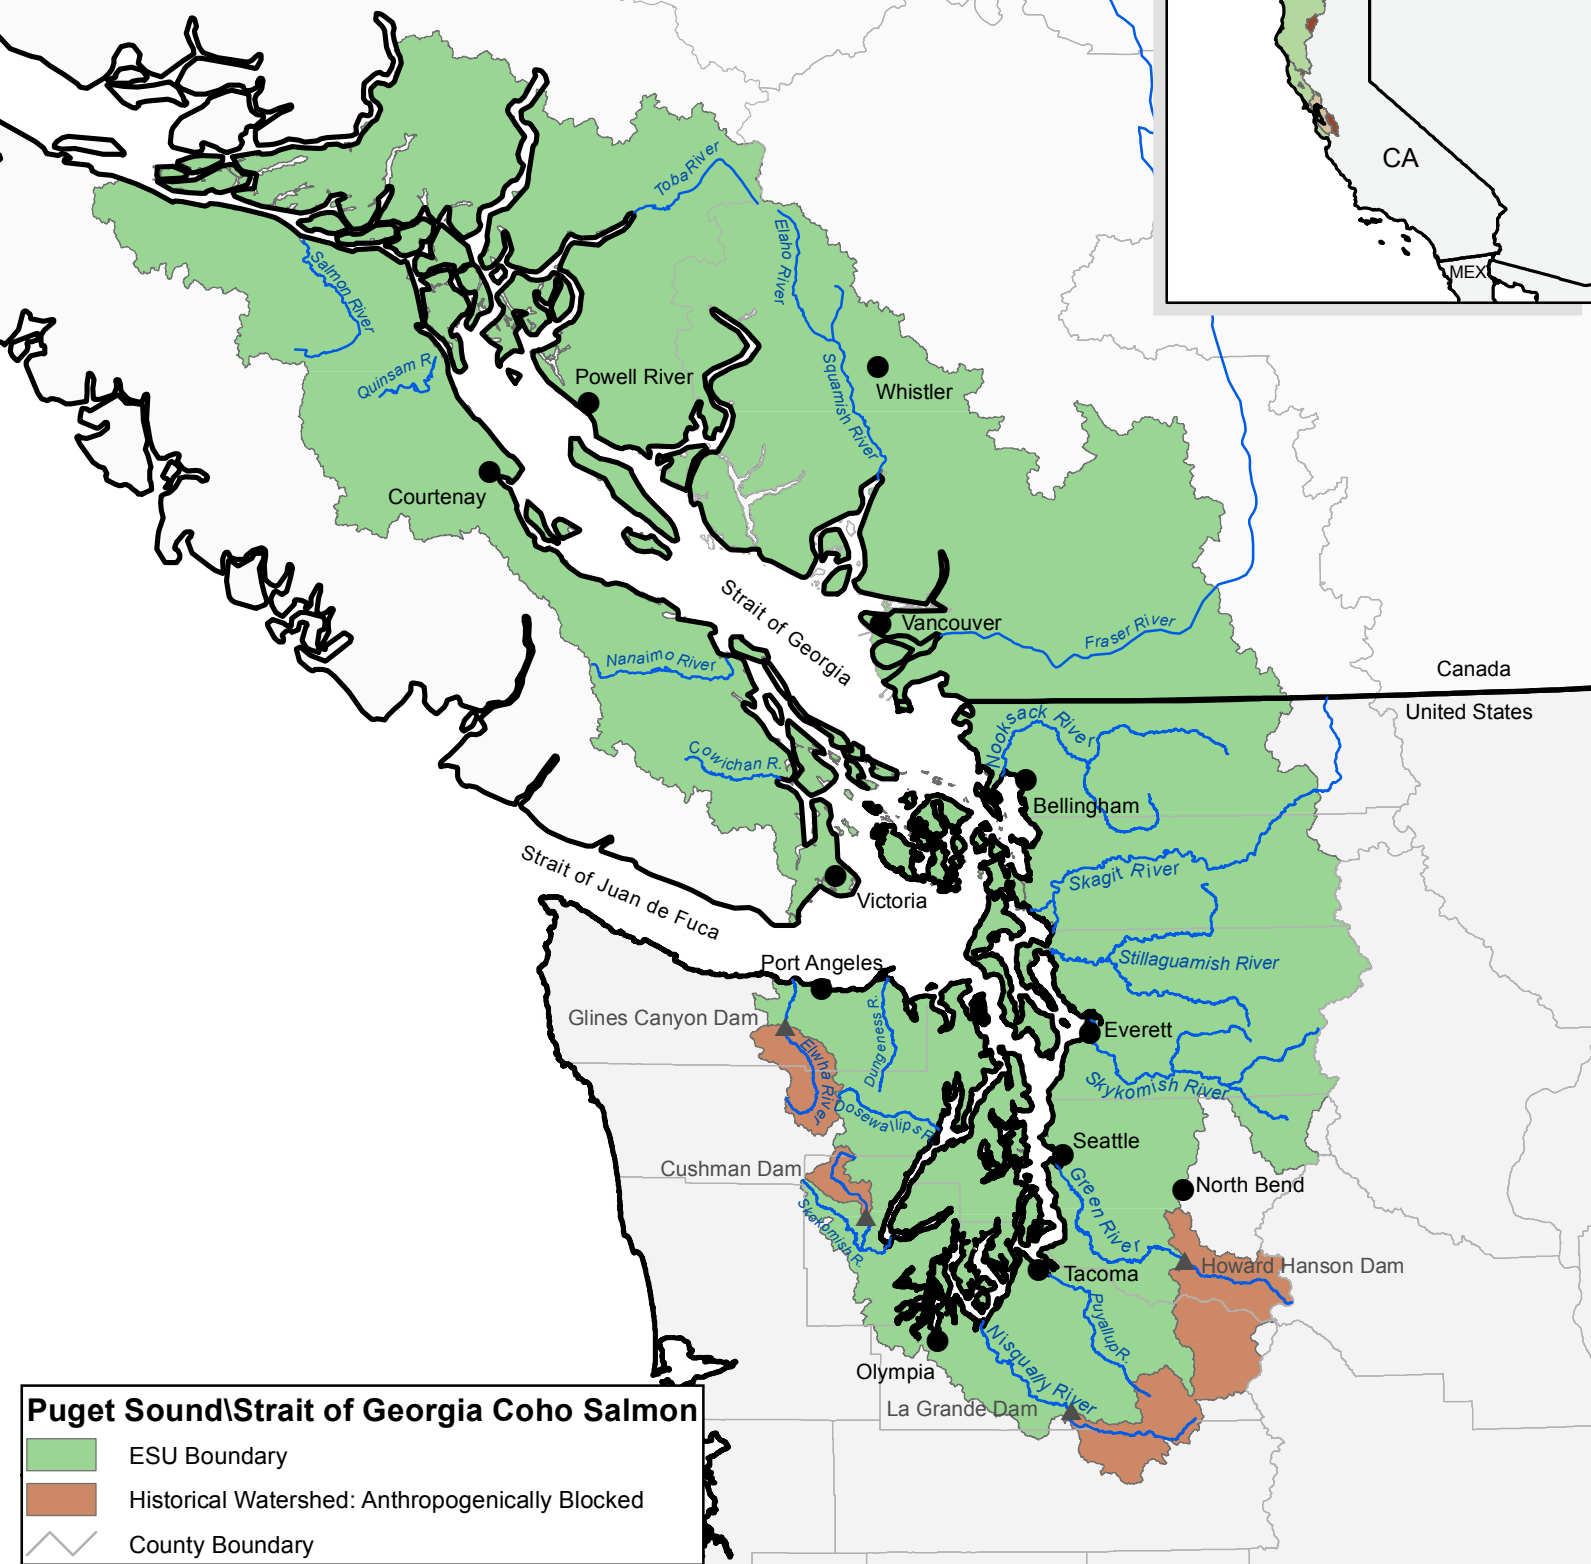 CA
MEX
Toba River
Elaho River
Salmon River
Quinsam R.
Powell River
Squamish River
Whistler
Courtenay
Strait of Georgia
Vancouver
Fraser River
Nanaimo River
Canada
United States
Nooksack River
Cowichan R.
Bellingham
Strait of Juan de Fuca
Skagit River
Victoria
Port Angeles
Stillaguamish River
Glines Canyon Dam
Dungeness R.
Everett
Elwha River
Skykomish River
Dosewallips R.
Seattle
Cushman Dam
Green River
North Bend
Skokomish R.
Howard Hanson Dam
Tacoma
Puyallup R.
Nisqually River
Olympia
La Grande Dam
Puget Sound\Strait of Georgia Coho Salmon
ESU Boundary
Historical Watershed: Anthropogenically Blocked
County Boundary